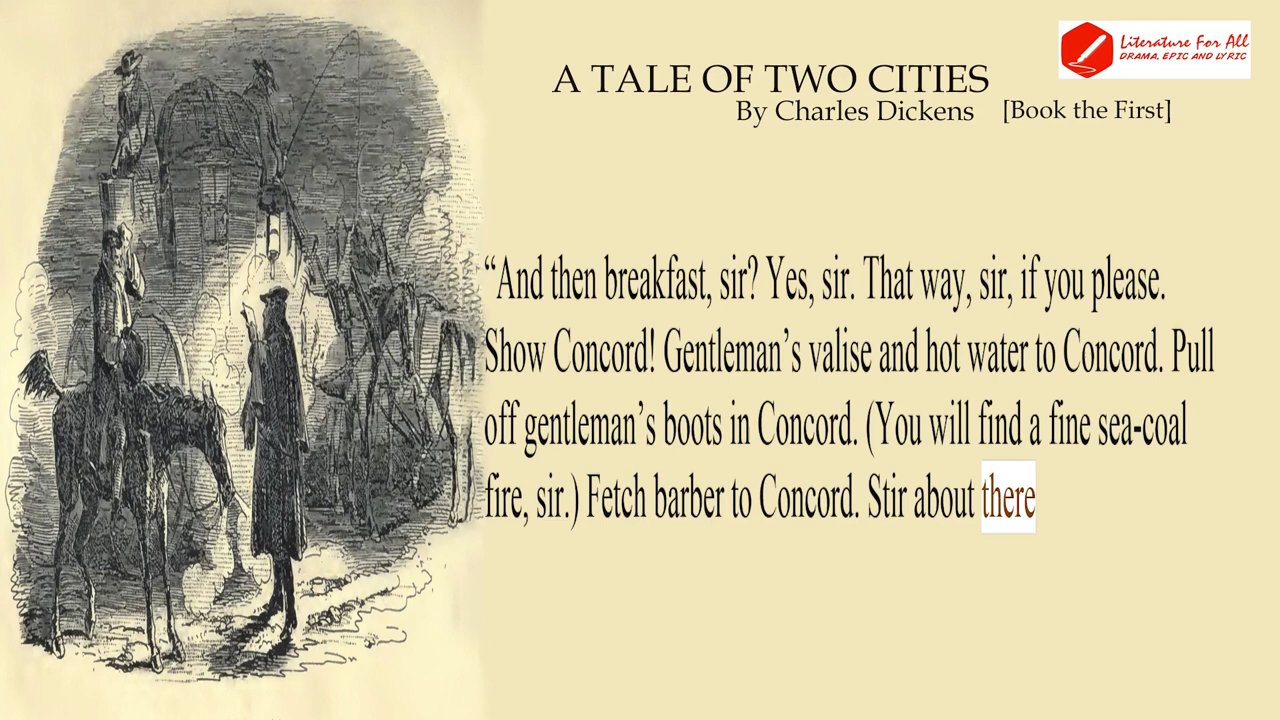 Literature For All
DRAMA, EPIC AND LYRIC
A TALE OF TWO CITIES
By Charles Dickens [Book the First]
“And then breakfast, sir? Yes, sir. That way, sir, if you please.
Show Concord! Gentleman’s valise and hot water to Concord. Pull
off gentleman’s boots in Concord. (You will find a fine sea-coal
fire, sir.) Fetch barber to Concord. Stir about there